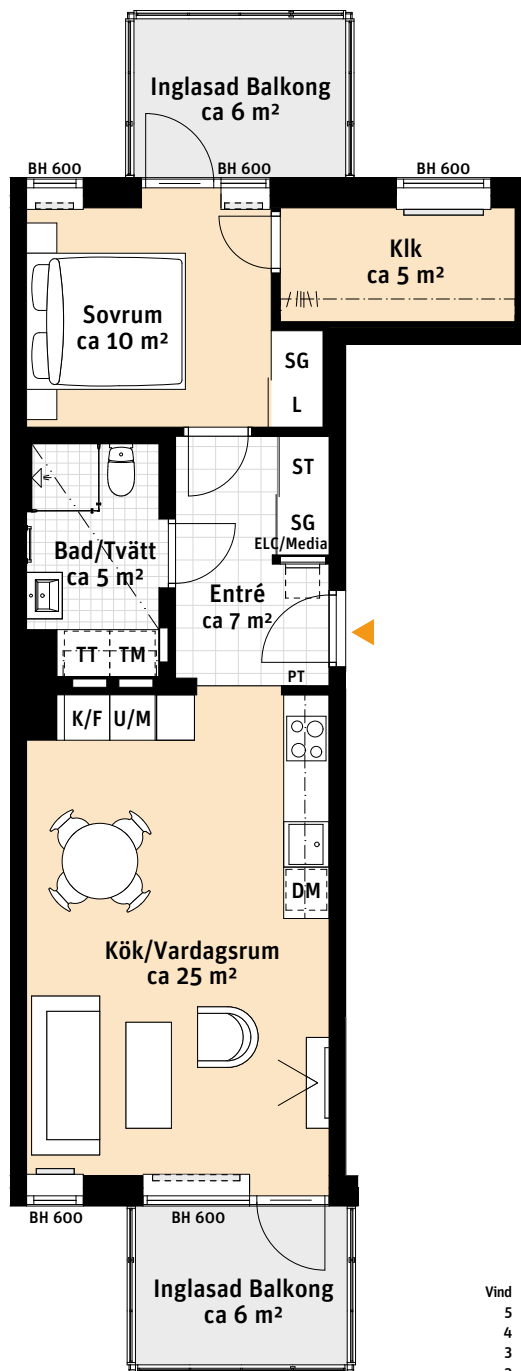 Inglasad Balkong
ca 6 m²
BH 600
BH 600
BH 600
Klk
ca 5 m²
Sovrum
ca 10 m²
SG
L
ST
SG
ELC/Media
Bad/Tvätt
ca 5 m²
Entré
ca 7 m²
TT
TM
PT
K/F
U/M
DM
Kök/Vardagsrum
ca 25 m²
BH 600
BH 600
Inglasad Balkong
ca 6 m²
Vind
5
4
3